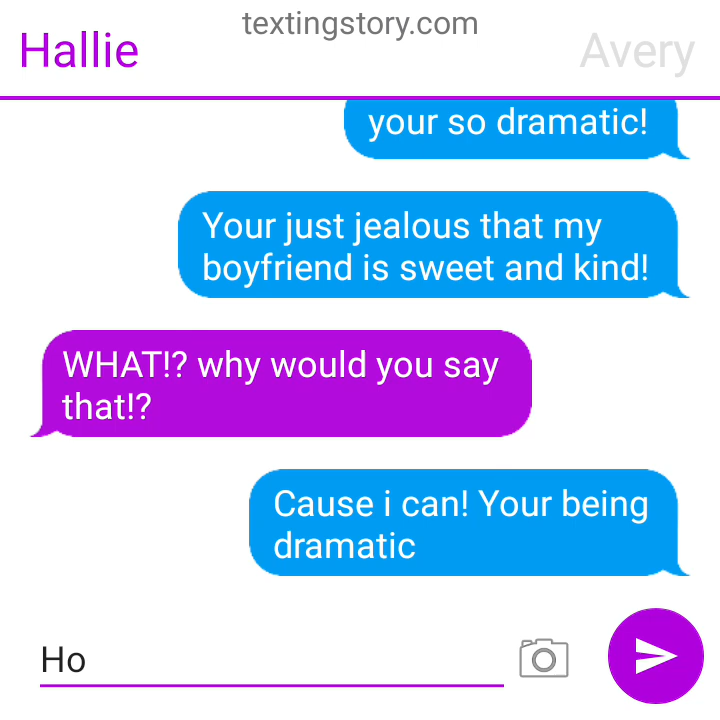 textingstory.com
Hallie
Avery
your so dramatic!
Your just jealous that my
boyfriend is sweet and kind!
WHAT!? why would you say
that!?
Cause i can! Your being
dramatic
Ho